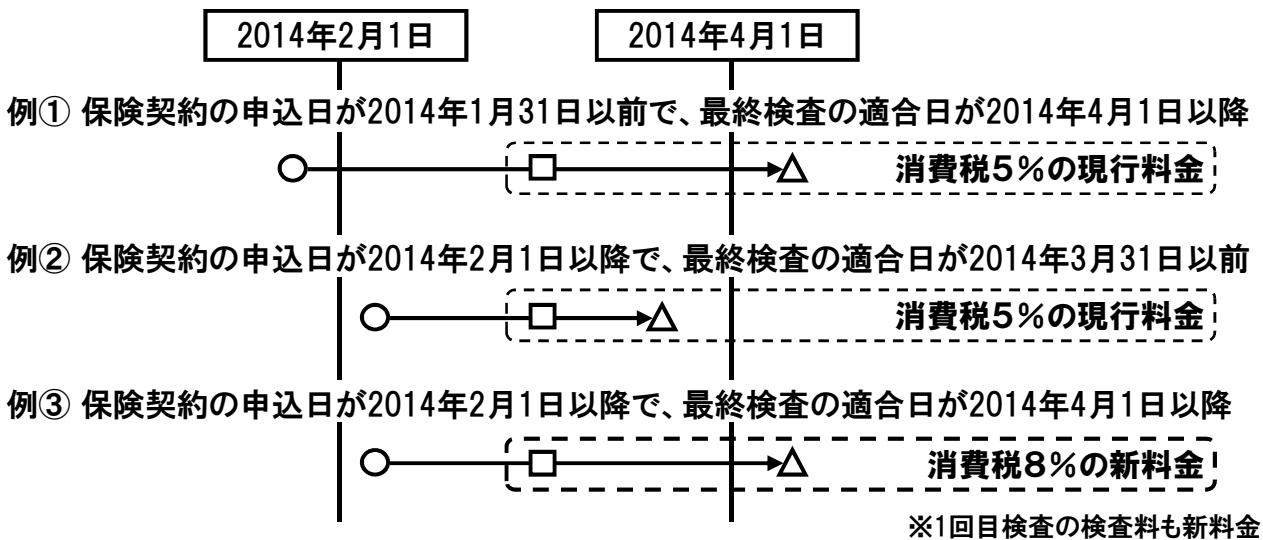 2014年2月1日
2014年4月1日
例① 保険契約の申込日が2014年1月31日以前で、最終検査の適合日が2014年4月1日以降
消費税5%の現行料金
例② 保険契約の申込日が2014年2月1日以降で、最終検査の適合日が2014年3月31日以前
消費税5%の現行料金
例③ 保険契約の申込日が2014年2月1日以降で、最終検査の適合日が2014年4月1日以降
消費税8%の新料金
※1回目検査の検査料も新料金